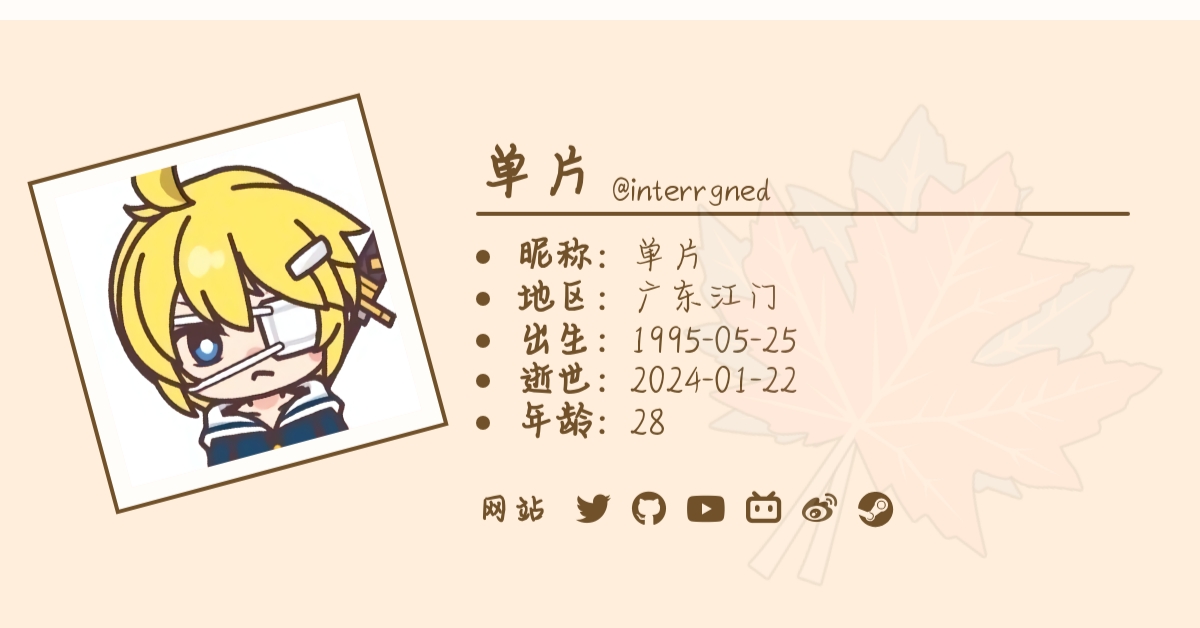 单片 @interrgned
昵称：单片
地区：广东江门
出生：1995-05-25
逝世：2024-01-22
年龄：28
网站